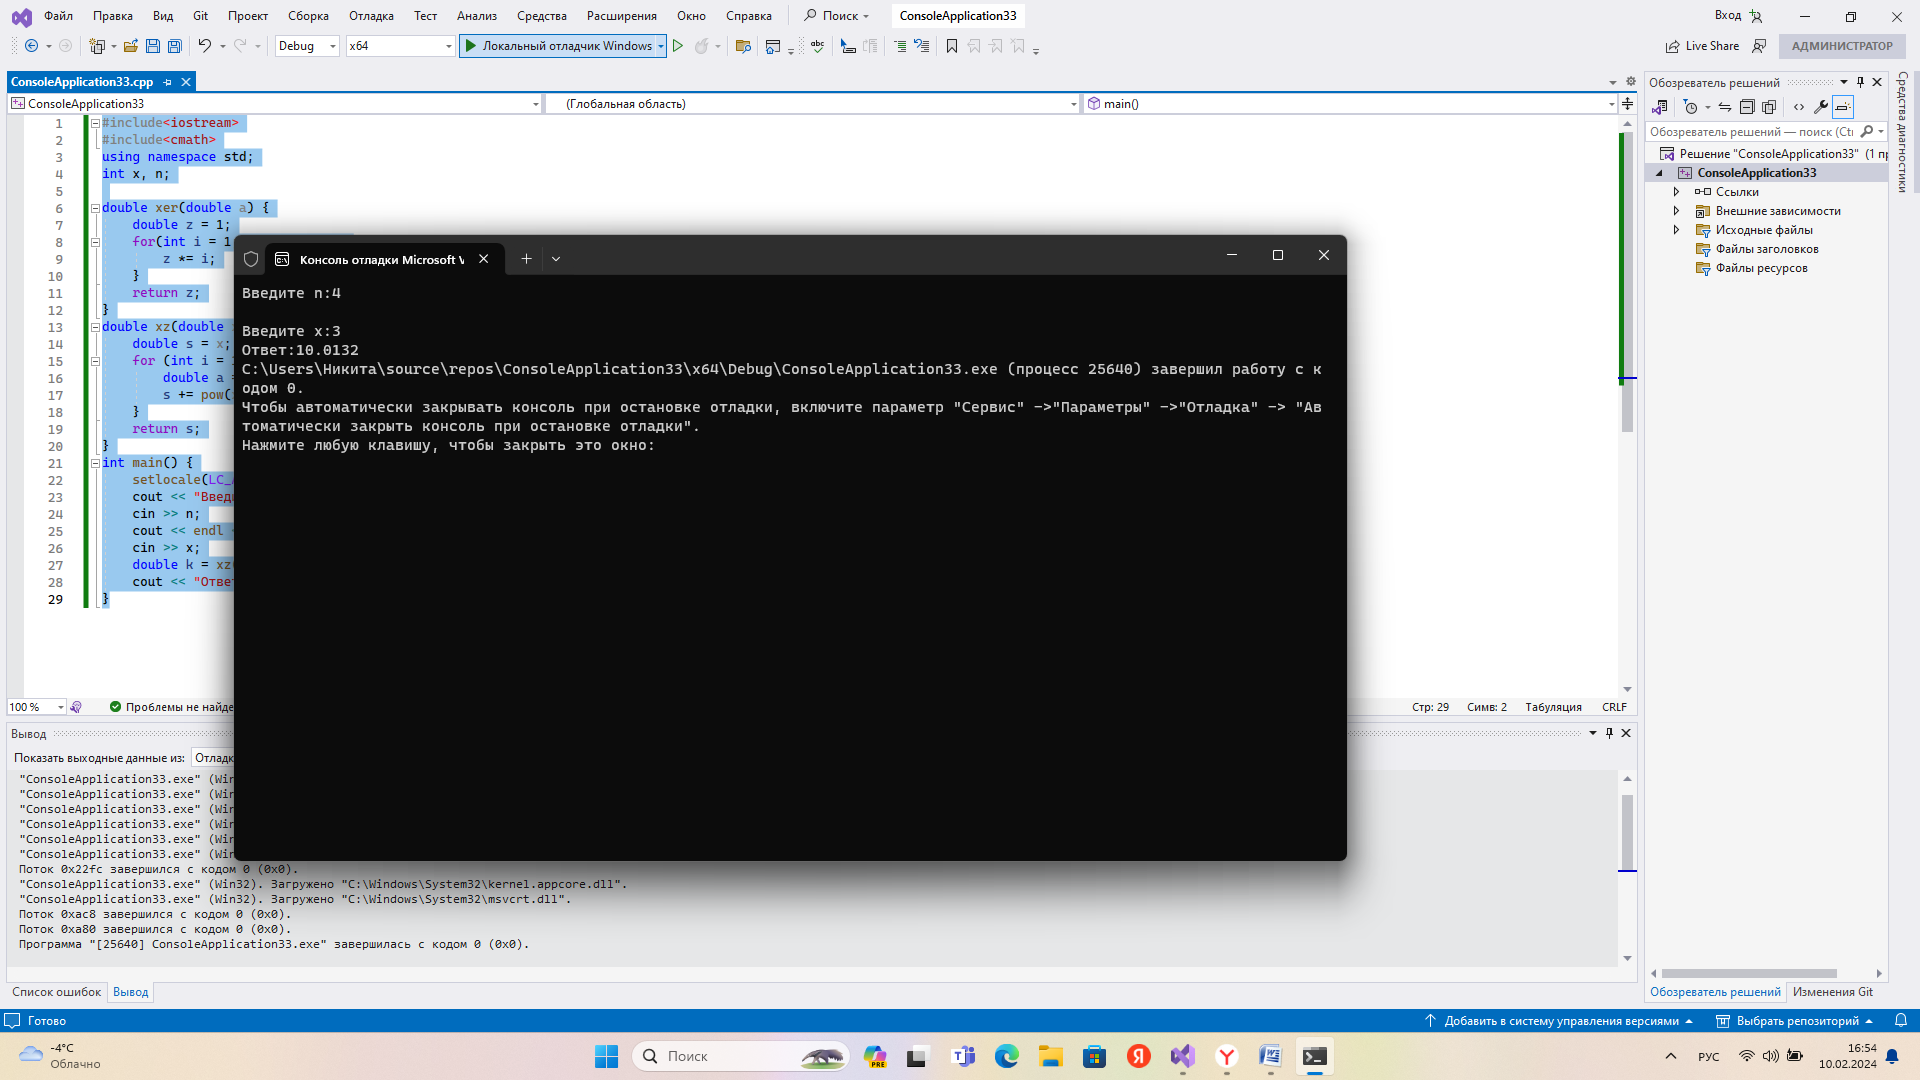 Файл Правка Вид Git Проект Сборка Отладка Тест Анализ Средства Расширения Окно Справка Поиск ConsoleApplication33 Вход
Debug x64 Локальный отладчик Windows Live Share АДМИНИСТРАТОР
ConsoleApplication33.cpp
ConsoleApplication33 (Глобальная область) main()
1 #include<iostream>
2 #include<cmath>
3 using namespace std;
4 int x, n;
5
6 double xer(double a) {
7 double z = 1;
8 for(int i = 1
9 z *= i;
10 }
11 return z;
12 }
13 double xz(double
14 double s = x;
15 for (int i =
16 double a
17 s += pow(
18 }
19 return s;
20 }
21 int main() {
22 setlocale(LC_
23 cout << "Введ
24 cin >> n;
25 cout << endl
26 cin >> x;
27 double k = xz
28 cout << "Отве
29 }
Консоль отладки Microsoft V
Введите n:4
Введите x:3
Ответ:10.0132
C:\Users\Никита\source\repos\ConsoleApplication33\x64\Debug\ConsoleApplication33.exe (процесс 25640) завершил работу с к
одом 0.
Чтобы автоматически закрывать консоль при остановке отладки, включите параметр "Сервис" ->"Параметры" ->"Отладка" -> "Ав
томатически закрыть консоль при остановке отладки".
Нажмите любую клавишу, чтобы закрыть это окно:
100 % Проблемы не найде Стр: 29 Симв: 2 Табуляция CRLF
Вывод
Показать выходные данные из: Отладк
"ConsoleApplication33.exe" (Win
"ConsoleApplication33.exe" (Win
"ConsoleApplication33.exe" (Win
"ConsoleApplication33.exe" (Win
"ConsoleApplication33.exe" (Win
"ConsoleApplication33.exe" (Win
Поток 0x22fc завершился с кодом 0 (0x0).
"ConsoleApplication33.exe" (Win32). Загружено "C:\Windows\System32\kernel.appcore.dll".
"ConsoleApplication33.exe" (Win32). Загружено "C:\Windows\System32\msvcrt.dll".
Поток 0xac8 завершился с кодом 0 (0x0).
Поток 0xa80 завершился с кодом 0 (0x0).
Программа "[25640] ConsoleApplication33.exe" завершилась с кодом 0 (0x0).
Список ошибок Вывод
Обозреватель решений
Обозреватель решений — поиск (Ctr
Решение "ConsoleApplication33" (1 пр
ConsoleApplication33
Ссылки
Внешние зависимости
Исходные файлы
Файлы заголовков
Файлы ресурсов
Обозреватель решений Изменения Git
Средства диагностики
Готово Добавить в систему управления версиями Выбрать репозиторий
-4°C
Облачно
Поиск
PRE
РУС
16:54
10.02.2024